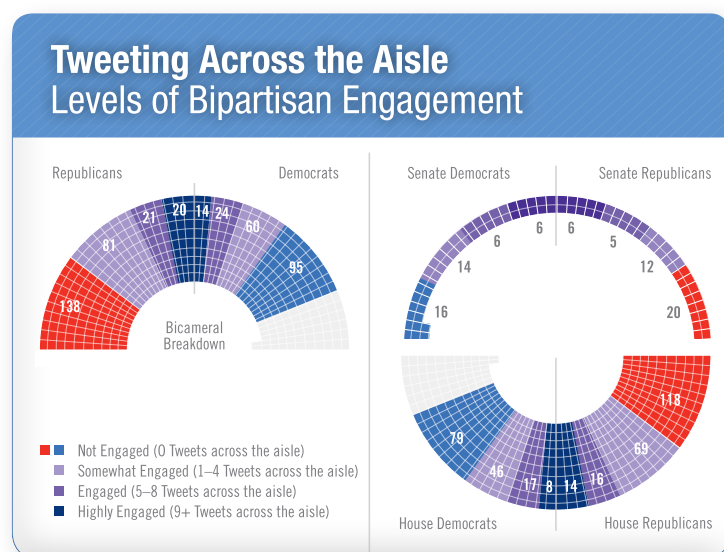 Tweeting Across the Aisle
Levels of Bipartisan Engagement
Republicans
Democrats
138
81
21
20
14
24
60
95
Bicameral
Breakdown
Senate Democrats
Senate Republicans
16
14
6
6
6
5
12
20
79
46
17
8
14
16
69
118
House Democrats
House Republicans
Not Engaged (0 Tweets across the aisle)
Somewhat Engaged (1–4 Tweets across the aisle)
Engaged (5–8 Tweets across the aisle)
Highly Engaged (9+ Tweets across the aisle)